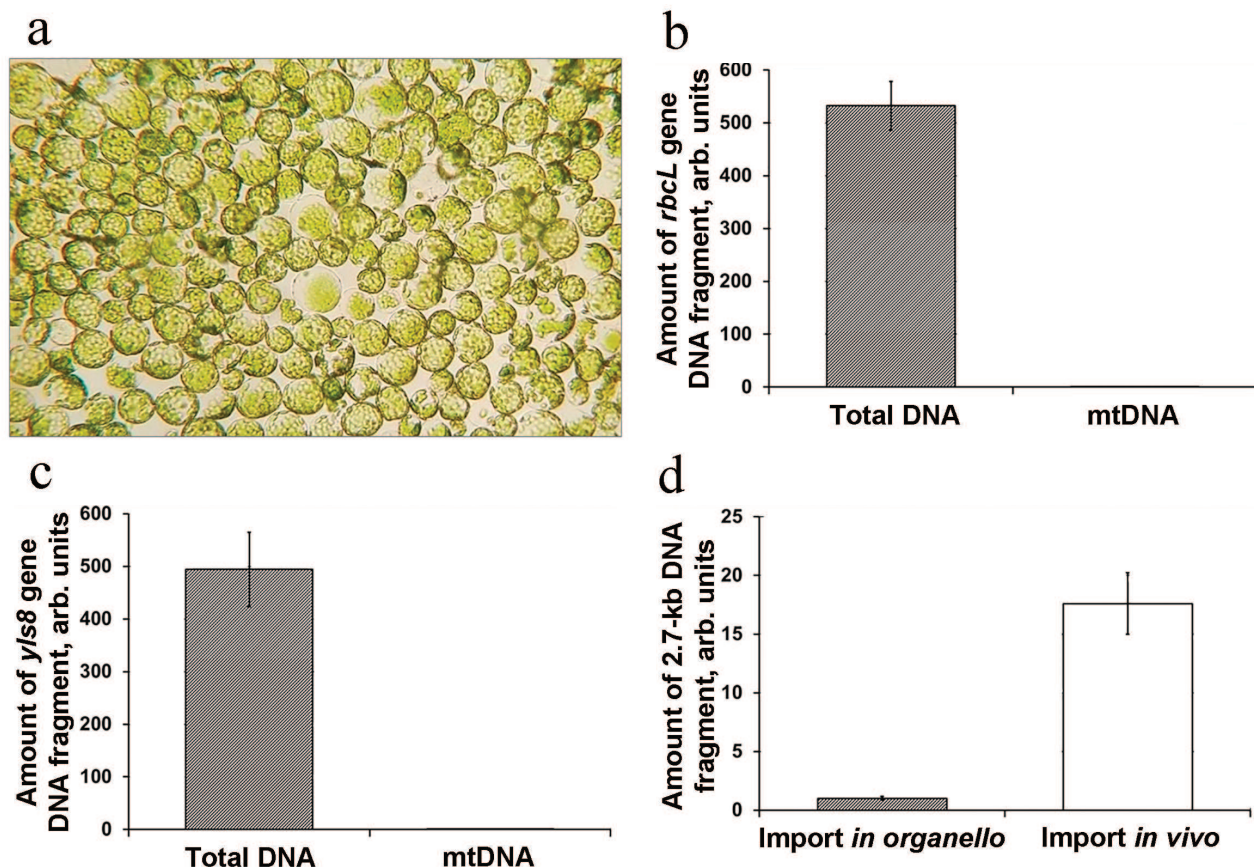 a
b
Amount of rbcL gene
DNA fragment, arb. units
600
500
400
300
200
100
0
Total DNA
mtDNA
c
Amount of yls8 gene
DNA fragment, arb. units
600
500
400
300
200
100
0
Total DNA
mtDNA
d
Amount of 2.7-kb DNA
fragment, arb. units
25
20
15
10
5
0
Import in organello
Import in vivo